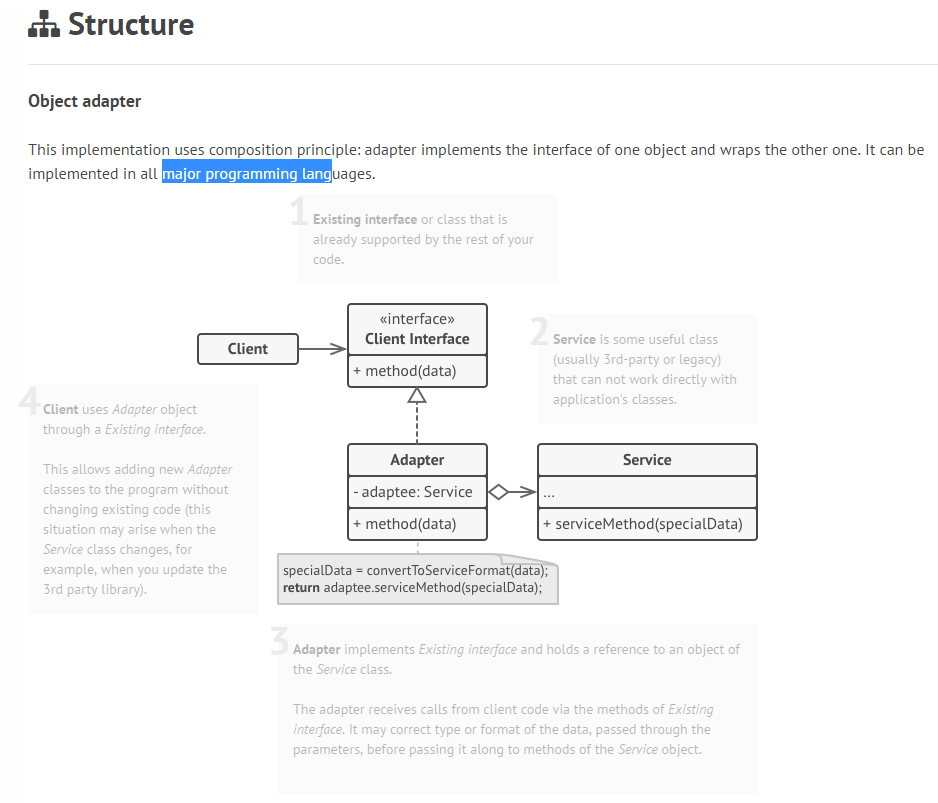 Structure
Object adapter
This implementation uses composition principle: adapter implements the interface of one object and wraps the other one. It can be
implemented in all major programming languages.
1
Existing interface or class that is
already supported by the rest of your
code.
Client
«interface»
Client Interface
+ method(data)
2
Service is some useful class
(usually 3rd-party or legacy)
that can not work directly with
application's classes.
4
Client uses Adapter object
through a Existing interface.
This allows adding new Adapter
classes to the program without
changing existing code (this
situation may arise when the
Service class changes, for
example, when you update the
3rd party library).
Adapter
- adaptee: Service
+ method(data)
Service
...
+ serviceMethod(specialData)
specialData = convertToServiceFormat(data);
return adaptee.serviceMethod(specialData);
3
Adapter implements Existing interface and holds a reference to an object of
the Service class.
The adapter receives calls from client code via the methods of Existing
interface. It may correct type or format of the data, passed through the
parameters, before passing it along to methods of the Service object.